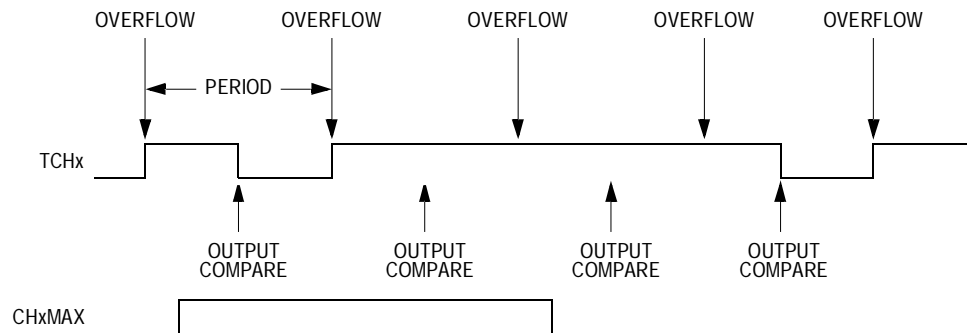 OVERFLOW OVERFLOW OVERFLOW OVERFLOW OVERFLOW
PERIOD
TCHx
OUTPUT COMPARE
OUTPUT COMPARE
OUTPUT COMPARE
OUTPUT COMPARE
CHxMAX